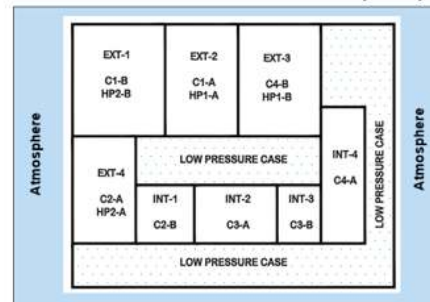 Atmosphere
EXT-1
C1-B
HP2-B
EXT-2
C1-A
HP1-A
EXT-3
C4-B
HP1-B
EXT-4
C2-A
HP2-A
LOW PRESSURE CASE
INT-1
C2-B
INT-2
C3-A
INT-3
C3-B
INT-4
C4-A
LOW PRESSURE CASE
LOW PRESSURE CASE
Atmosphere